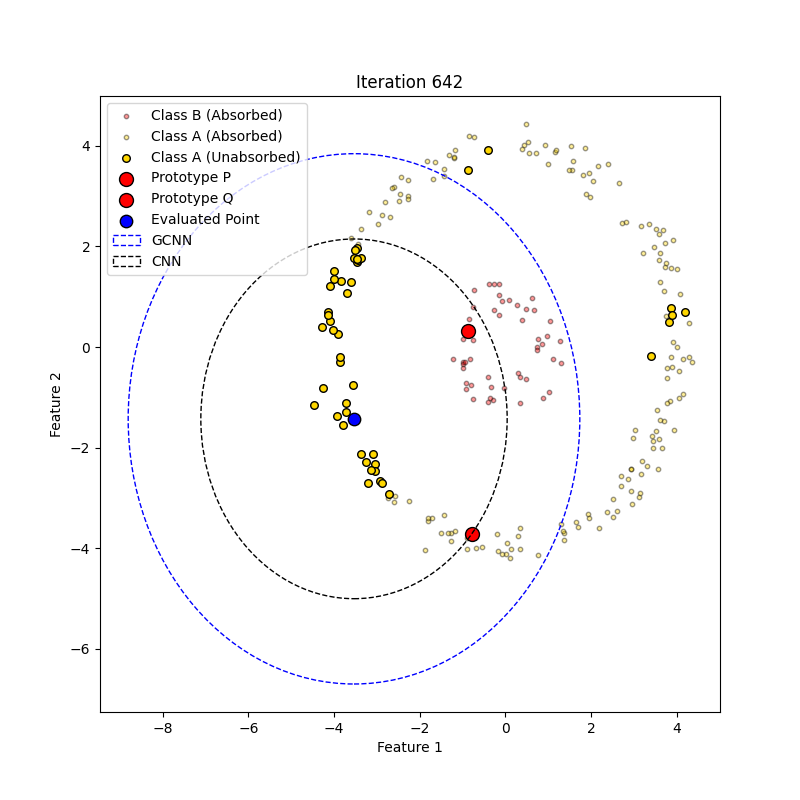 Iteration 642
Class B (Absorbed)
Class A (Absorbed)
Class A (Unabsorbed)
Prototype P
Prototype Q
Evaluated Point
GCNN
CNN
4
2
0
−2
−4
−6
Feature 2
−8
−6
−4
−2
0
2
4
Feature 1